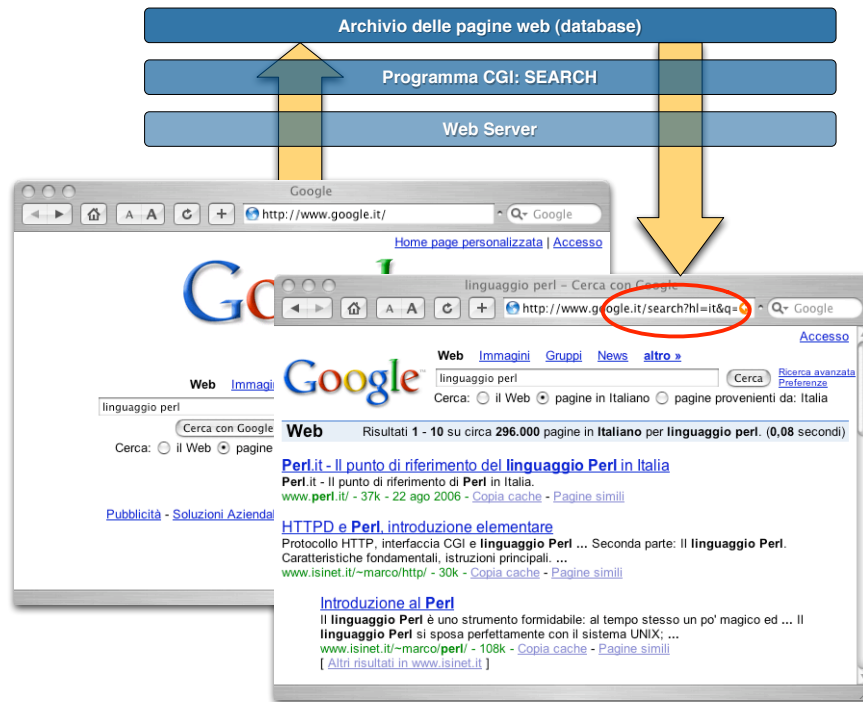 Archivio delle pagine web (database)
Programma CGI: SEARCH
Web Server
Google
A A
http://www.google.it/
Google
Home page personalizzata | Accesso
Go
Web Immagi
linguaggio perl
Cerca con Google
Cerca: il Web pagine
Pubblicità - Soluzioni Aziendal
linguaggio perl – Cerca con Google
A A
http://www.google.it/search?hl=it&q=
Google
Accesso
Google
Web Immagini Gruppi News altro »
linguaggio perl
Cerca
Ricerca avanzata
Preferenze
Cerca: il Web pagine in Italiano pagine provenienti da: Italia
Web Risultati 1 - 10 su circa 296.000 pagine in Italiano per linguaggio perl. (0,08 secondi)
Perl.it - Il punto di riferimento del linguaggio Perl in Italia
Perl.it - Il punto di riferimento di Perl in Italia.
www.perl.it/ - 37k - 22 ago 2006 - Copia cache - Pagine simili
HTTPD e Perl, introduzione elementare
Protocollo HTTP, interfaccia CGI e linguaggio Perl ... Seconda parte: Il linguaggio Perl.
Caratteristiche fondamentali, istruzioni principali. ...
www.isinet.it/~marco/http/ - 30k - Copia cache - Pagine simili
Introduzione al Perl
Il linguaggio Perl è uno strumento formidabile: al tempo stesso un po' magico ed ... Il
linguaggio Perl si sposa perfettamente con il sistema UNIX; ...
www.isinet.it/~marco/perl/ - 108k - Copia cache - Pagine simili
[ Altri risultati in www.isinet.it ]